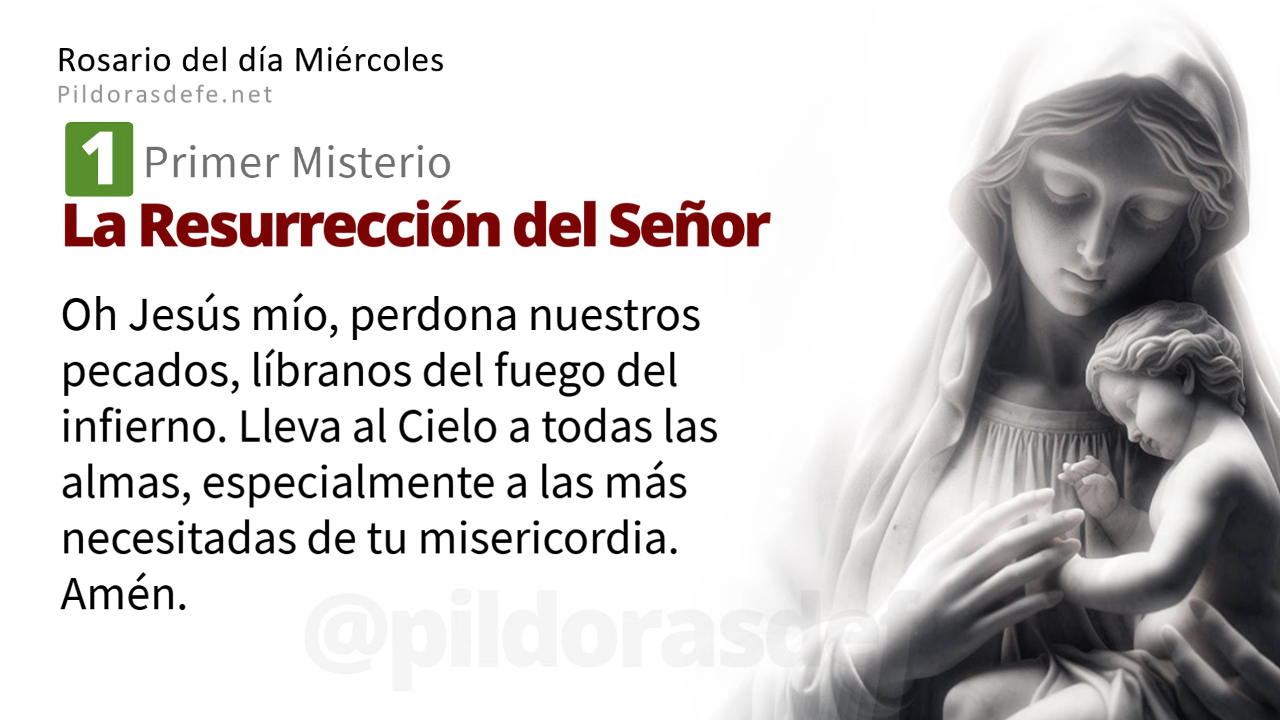 Rosario del día Miércoles
Pildorasdefe.net
1 Primer Misterio
La Resurrección del Señor
Oh Jesús mío, perdona nuestros
pecados, líbranos del fuego del
infierno. Lleva al Cielo a todas las
almas, especialmente a las más
necesitadas de tu misericordia.
Amén.
@pildorasdef